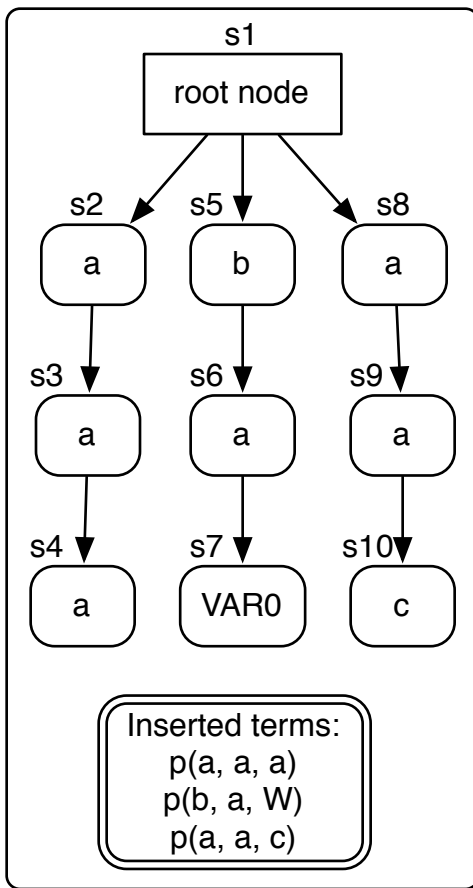 s1
root node
s2 s5 s8
a b a
s3 s6 s9
a a a
s4 s7 s10
a VAR0 c
Inserted terms:
p(a, a, a)
p(b, a, W)
p(a, a, c)